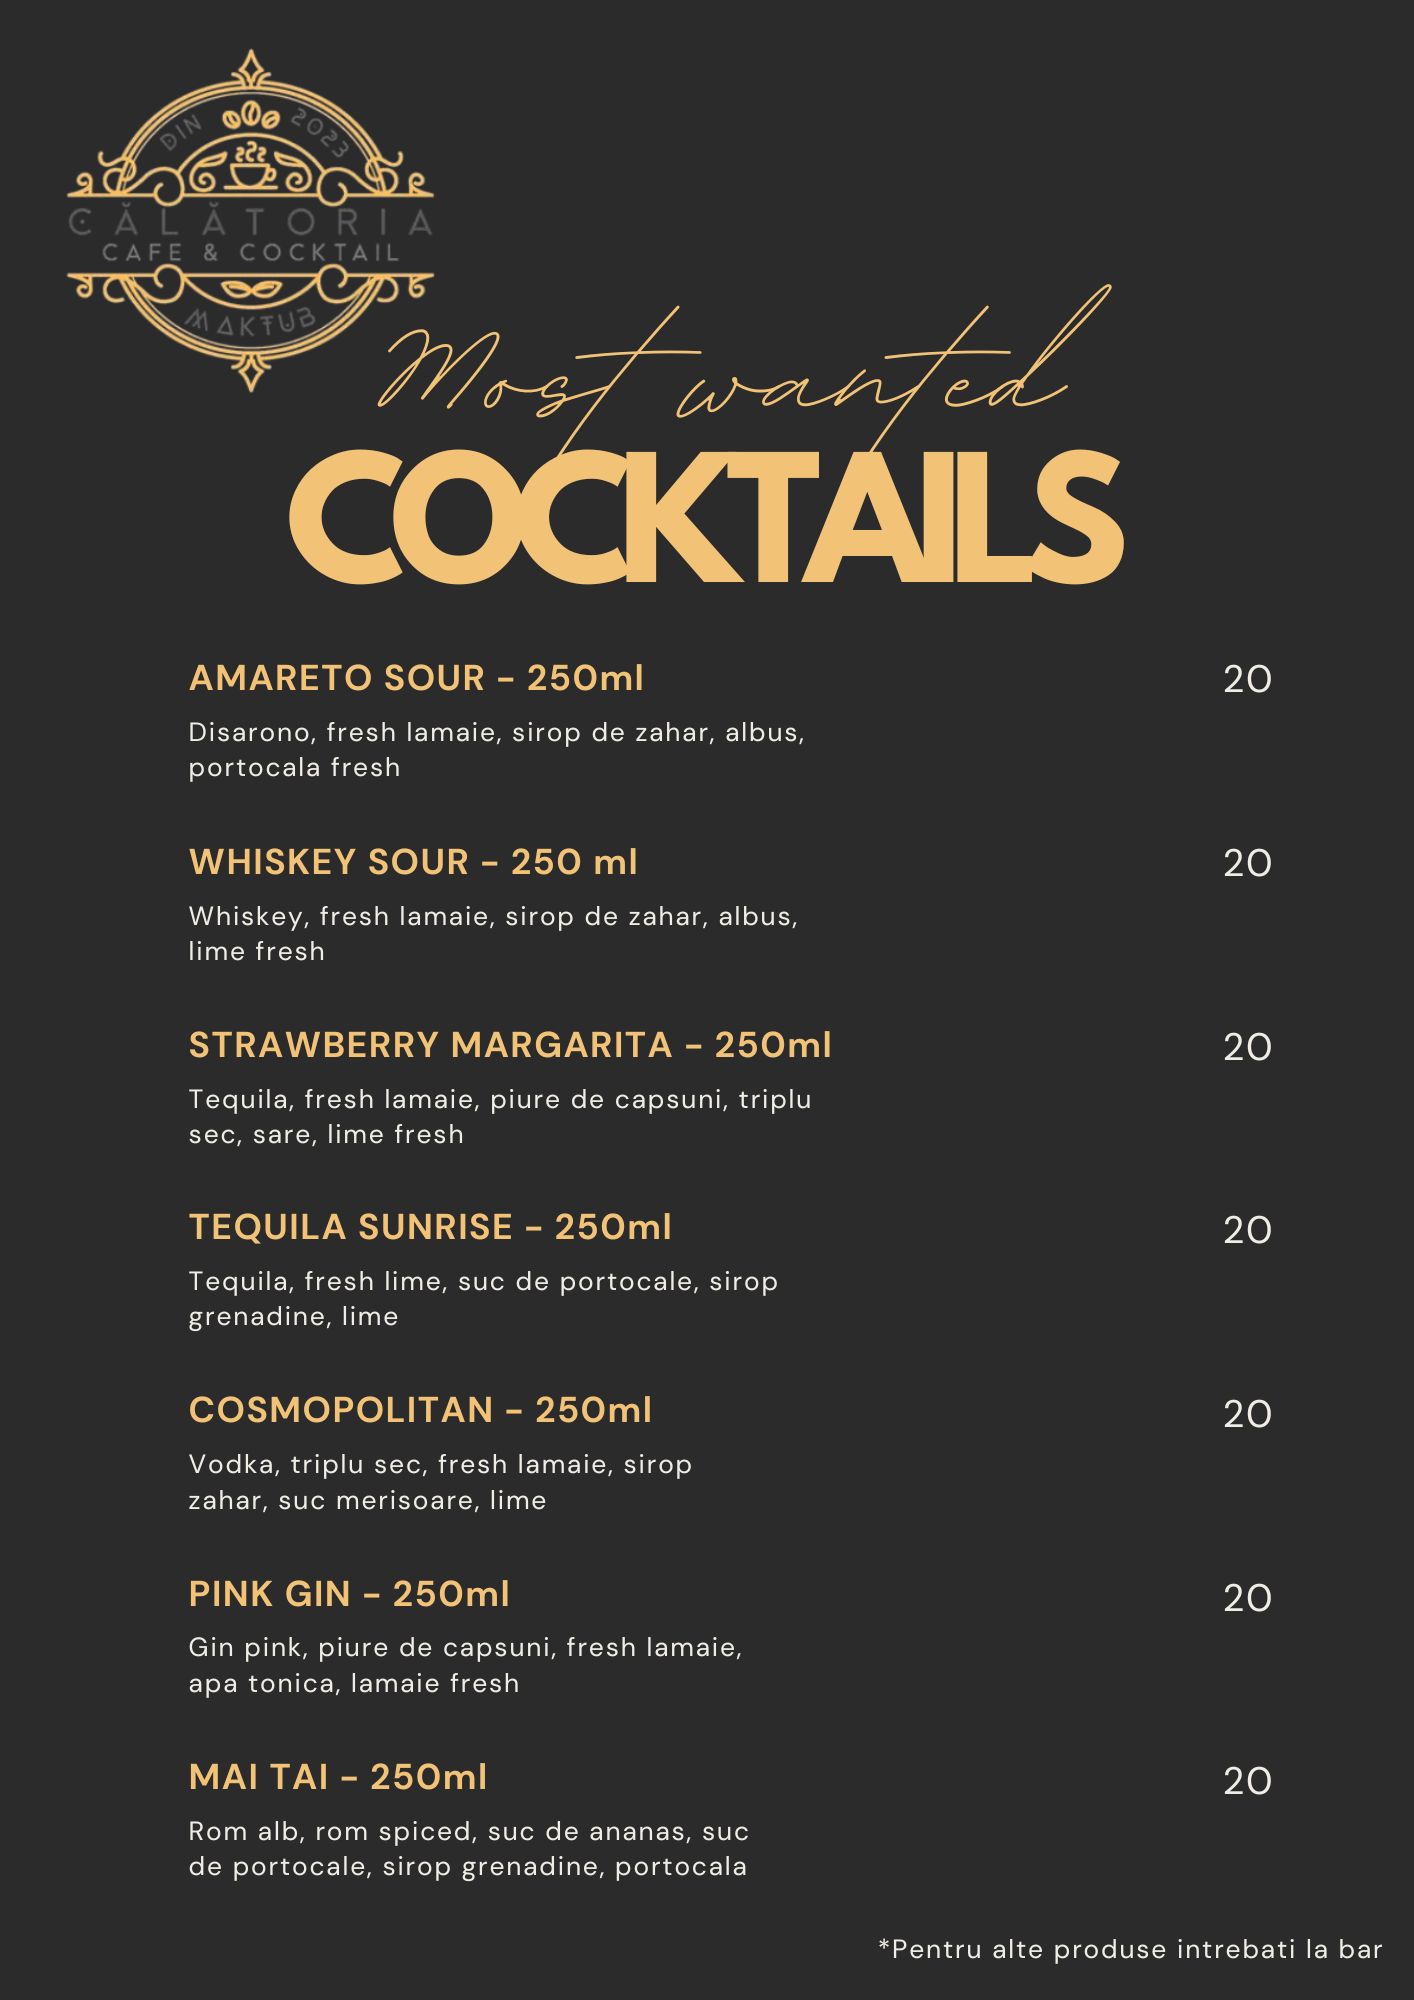 DIN 2023
CĂLĂTORIA
CAFE & COCKTAIL
MAKTUB
Most wanted
COCKTAILS
AMARETO SOUR - 250ml 20
Disarono, fresh lamaie, sirop de zahar, albus,
portocala fresh
WHISKEY SOUR - 250 ml 20
Whiskey, fresh lamaie, sirop de zahar, albus,
lime fresh
STRAWBERRY MARGARITA - 250ml 20
Tequila, fresh lamaie, piure de capsuni, triplu
sec, sare, lime fresh
TEQUILA SUNRISE - 250ml 20
Tequila, fresh lime, suc de portocale, sirop
grenadine, lime
COSMOPOLITAN - 250ml 20
Vodka, triplu sec, fresh lamaie, sirop
zahar, suc merisoare, lime
PINK GIN - 250ml 20
Gin pink, piure de capsuni, fresh lamaie,
apa tonica, lamaie fresh
MAI TAI - 250ml 20
Rom alb, rom spiced, suc de ananas, suc
de portocale, sirop grenadine, portocala
*Pentru alte produse intrebati la bar